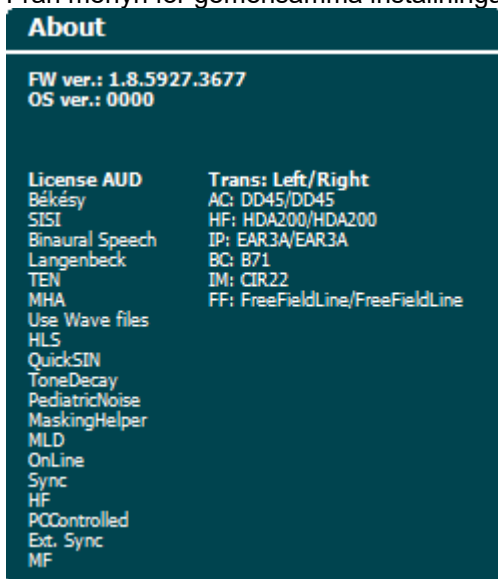 About
FW ver.: 1.8.5927.3677
OS ver.: 0000
License AUD
Békésy
SISI
Binaural Speech
Langenbeck
TEN
MHA
Use Wave files
HLS
QuickSIN
ToneDecay
PediatricNoise
MaskingHelper
MLD
OnLine
Sync
HF
PCControlled
Ext. Sync
MF
Trans: Left/Right
AC: DD45/DD45
HF: HDA200/HDA200
IP: EAR3A/EAR3A
BC: B71
IM: CIR22
FF: FreeFieldLine/FreeFieldLine